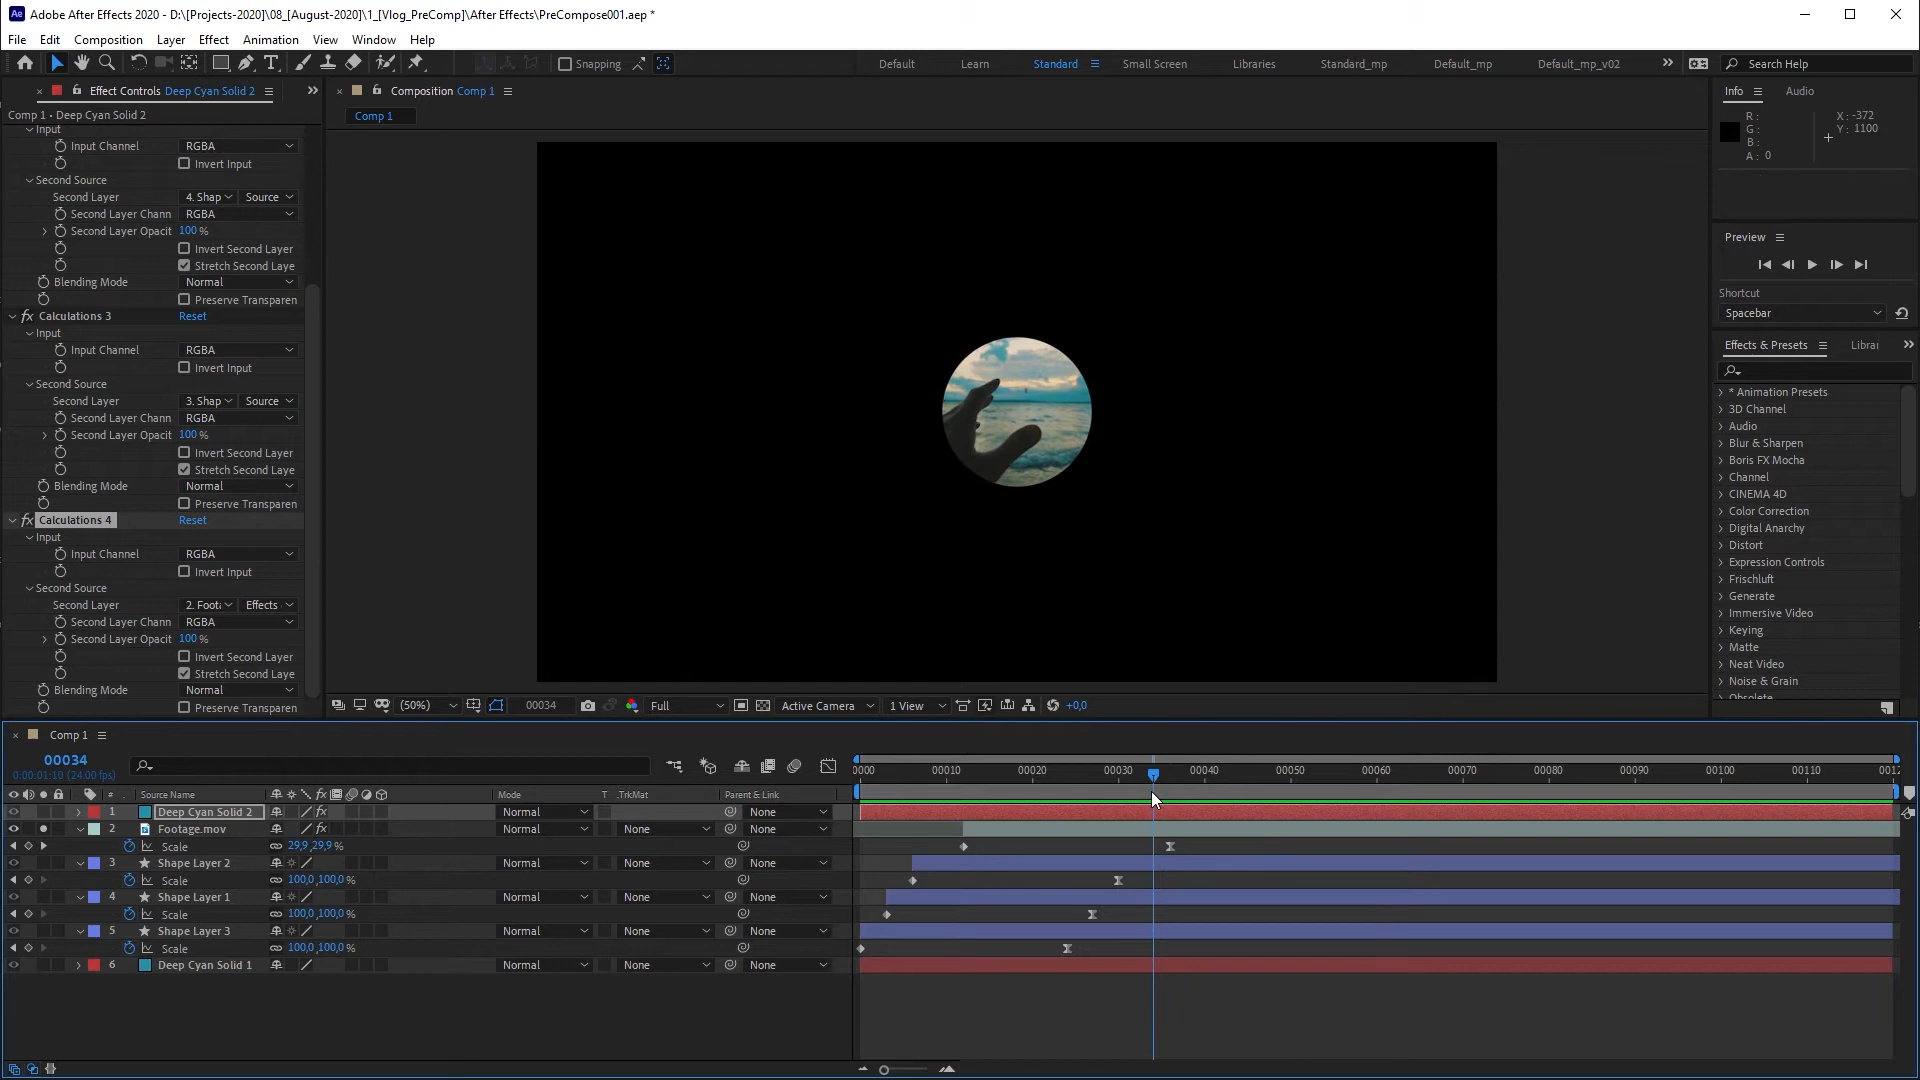 Adobe After Effects 2020 - D:\[Projects-2020]\08_[August-2020]\1_[Vlog_PreComp]\After Effects\PreCompose001.aep *
File Edit Composition Layer Effect Animation View Window Help
Snapping Default Learn Standard Small Screen Libraries Standard_mp Default_mp Default_mp_v02 Search Help
Effect Controls Deep Cyan Solid 2
Comp 1 • Deep Cyan Solid 2
Input
Input Channel RGBA
Invert Input
Second Source
Second Layer 4. Shap Source
Second Layer Chann RGBA
Second Layer Opacit 100 %
Invert Second Layer
Stretch Second Laye
Blending Mode Normal
Preserve Transparen
Calculations 3 Reset
Input
Input Channel RGBA
Invert Input
Second Source
Second Layer 3. Shap Source
Second Layer Chann RGBA
Second Layer Opacit 100 %
Invert Second Layer
Stretch Second Laye
Blending Mode Normal
Preserve Transparen
Calculations 4 Reset
Input
Input Channel RGBA
Invert Input
Second Source
Second Layer 2. Foot Effects
Second Layer Chann RGBA
Second Layer Opacit 100 %
Invert Second Layer
Stretch Second Laye
Blending Mode Normal
Preserve Transparen
Composition Comp 1
Comp 1
(50%) 00034 Full Active Camera 1 View +0,0
Info Audio
R : X : -372
G : Y : 1100
B :
A : 0
Preview
Shortcut
Spacebar
Effects & Presets Librar
* Animation Presets
3D Channel
Audio
Blur & Sharpen
Boris FX Mocha
Channel
CINEMA 4D
Color Correction
Digital Anarchy
Distort
Expression Controls
Frischluft
Generate
Immersive Video
Keying
Matte
Neat Video
Noise & Grain
Obsolete
Comp 1
00034
0:00:01:10 (24.00 fps)
0000 00010 00020 00030 00040 00050 00060 00070 00080 00090 00100 00110 0012
# Source Name Mode T .TrkMat Parent & Link
1 Deep Cyan Solid 2 Normal None
2 Footage.mov Normal None None
Scale 29,9 ,29,9 %
3 Shape Layer 2 Normal None None
Scale 100,0 ,100,0 %
4 Shape Layer 1 Normal None None
Scale 100,0 ,100,0 %
5 Shape Layer 3 Normal None None
Scale 100,0 ,100,0 %
6 Deep Cyan Solid 1 Normal None None